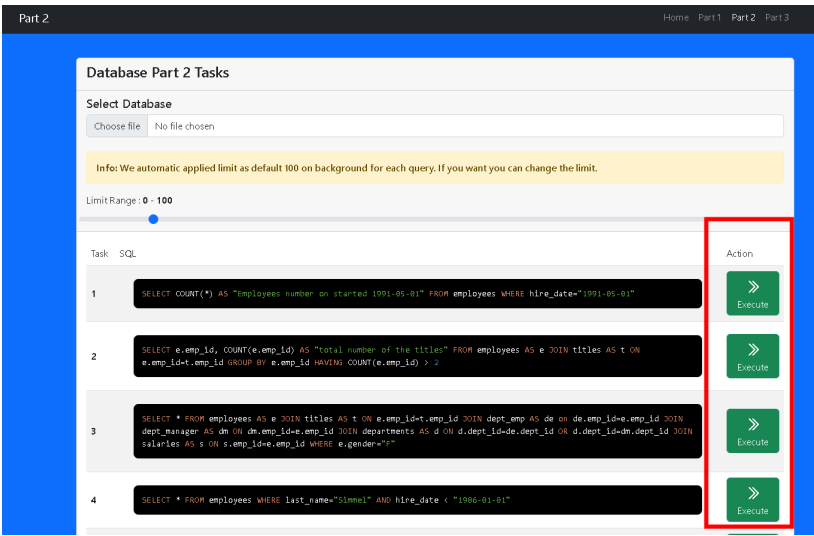 Part 2
Home Part 1 Part 2 Part 3
Database Part 2 Tasks
Select Database
Choose file No file chosen
Info: We automatic applied limit as default 100 on background for each query. If you want you can change the limit.
Limit Range : 0 - 100
Task SQL Action
1 SELECT COUNT(*) AS "Employees number on started 1991-05-01" FROM employees WHERE hire_date="1991-05-01"
Execute
2 SELECT e.emp_id, COUNT(e.emp_id) AS "total number of the titles" FROM employees AS e JOIN titles AS t ON
e.emp_id=t.emp_id GROUP BY e.emp_id HAVING COUNT(e.emp_id) > 2
Execute
3 SELECT * FROM employees AS e JOIN titles AS t ON e.emp_id=t.emp_id JOIN dept_emp AS de on de.emp_id=e.emp_id JOIN
dept_manager AS dm ON dm.emp_id=e.emp_id JOIN departments AS d ON d.dept_id=de.dept_id OR d.dept_id=dm.dept_id JOIN
salaries AS s ON s.emp_id=e.emp_id WHERE e.gender="F"
Execute
4 SELECT * FROM employees WHERE last_name="Simmel" AND hire_date < "1986-01-01"
Execute